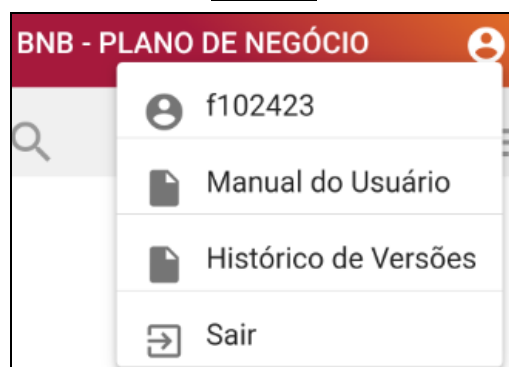 BNB - PLANO DE NEGÓCIO
f102423
Manual do Usuário
Histórico de Versões
Sair